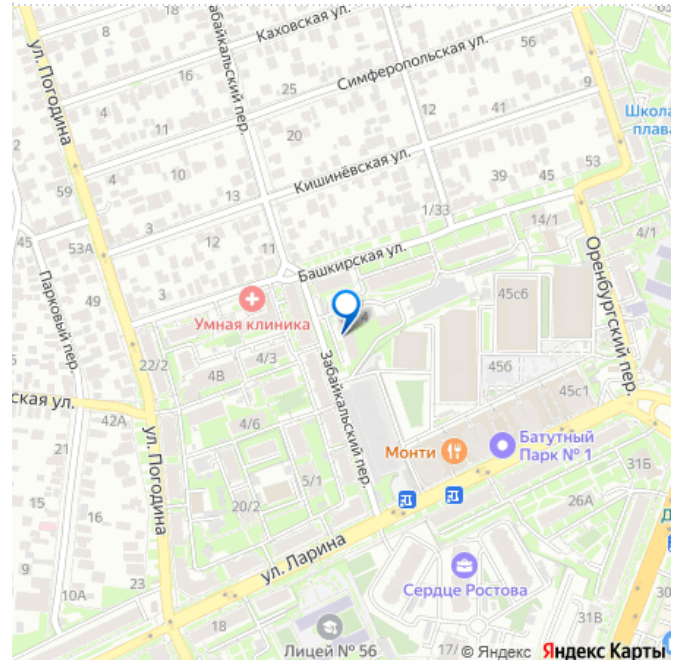 ул. Погодина
Забайкальский пер.
Каховская ул.
Симферопольская ул.
Кишинёвская ул.
Башкирская ул.
Школа
плава
Оренбургский пер.
Парковый пер.
Умная клиника
Забайкальский пер.
ская ул.
ул. Погодина
Монти
Батутный
Парк № 1
ул. Ларина
Сердце Ростова
Лицей № 56
8
8
18
56
16
11
25
9
4
20
12
41
59
4
10
13
39
45
53
3
1/33
45
53А
12
11
14/1
4/1
49
3
45с6
22/2
4/3
4В
456
45с1
42А
4/6
21
5/1
31Б
15
16
20/2
26А
9
23
10А
18
17/
31В
30
© Яндекс Яндекс Карты